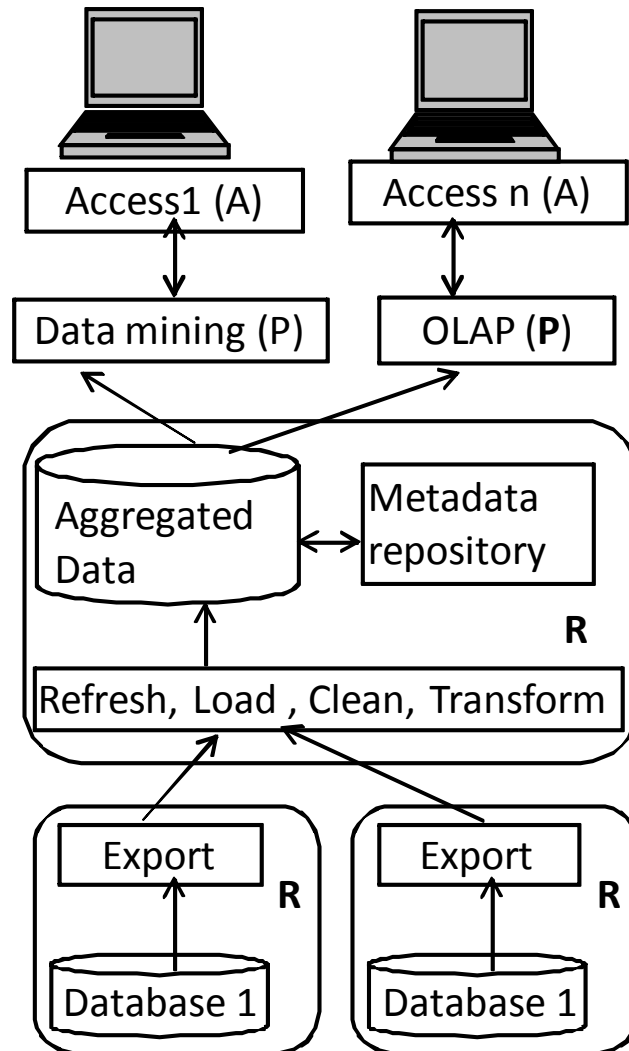 Access1 (A)
Access n (A)
Data mining (P)
OLAP (P)
Aggregated
Data
Metadata
repository
R
Refresh, Load , Clean, Transform
Export
R
Export
R
Database 1
Database 1